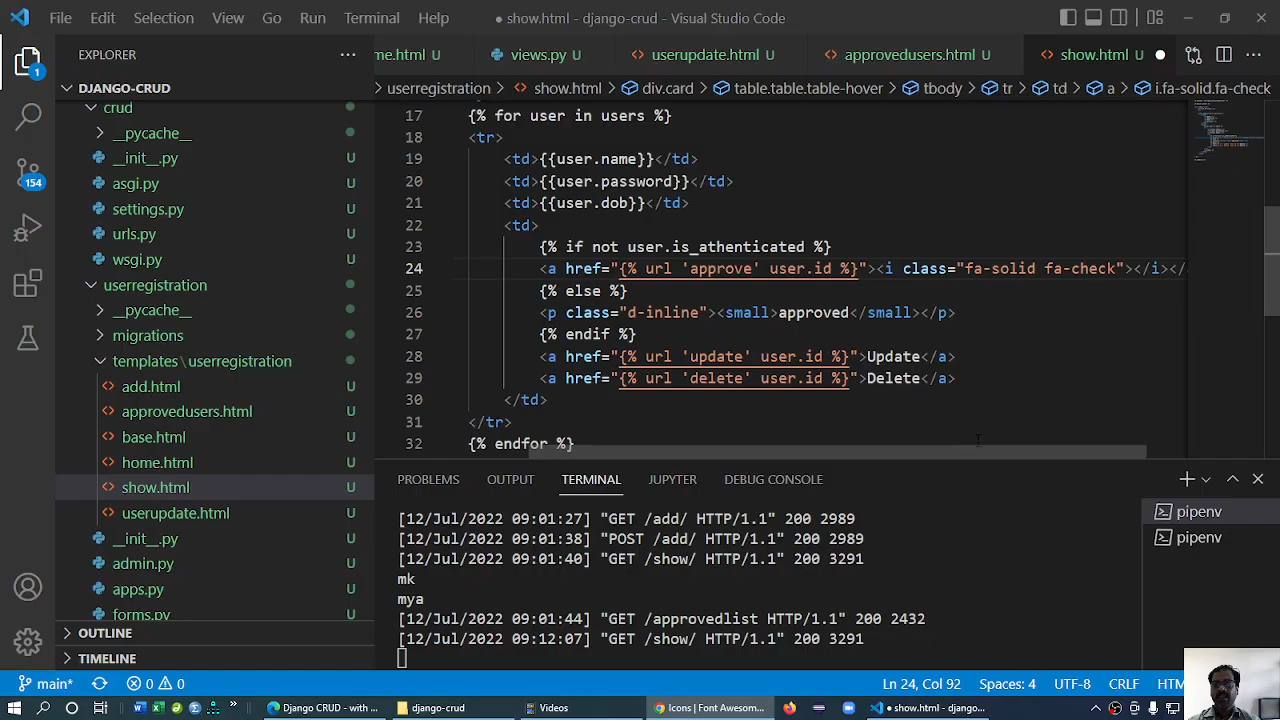 File Edit Selection View Go Run Terminal Help ● show.html - django-crud - Visual Studio Code
EXPLORER ···
me.html U views.py U userupdate.html U approvedusers.html U show.html U ●
DJANGO-CRUD
userregistration > show.html > div.card > table.table.table-hover > tbody > tr > td > a > i.fa-solid.fa-check
crud
__pycache__
__init__.py U
asgi.py U
settings.py U
urls.py U
wsgi.py U
userregistration
__pycache__
migrations
templates\userregistration
add.html U
approvedusers.html U
base.html U
home.html U
show.html U
userupdate.html U
__init__.py U
admin.py U
apps.py U
forms.py U
OUTLINE
TIMELINE
1
154
17 {% for user in users %}
18 <tr>
19 <td>{{user.name}}</td>
20 <td>{{user.password}}</td>
21 <td>{{user.dob}}</td>
22 <td>
23 {% if not user.is_athenticated %}
24 <a href="{% url 'approve' user.id %}"><i class="fa-solid fa-check"></i></
25 {% else %}
26 <p class="d-inline"><small>approved</small></p>
27 {% endif %}
28 <a href="{% url 'update' user.id %}">Update</a>
29 <a href="{% url 'delete' user.id %}">Delete</a>
30 </td>
31 </tr>
32 {% endfor %}
PROBLEMS OUTPUT TERMINAL JUPYTER DEBUG CONSOLE
[12/Jul/2022 09:01:27] "GET /add/ HTTP/1.1" 200 2989
[12/Jul/2022 09:01:38] "POST /add/ HTTP/1.1" 200 2989
[12/Jul/2022 09:01:40] "GET /show/ HTTP/1.1" 200 3291
mk
mya
[12/Jul/2022 09:01:44] "GET /approvedlist HTTP/1.1" 200 2432
[12/Jul/2022 09:12:07] "GET /show/ HTTP/1.1" 200 3291
pipenv
pipenv
main* 0 0 Ln 24, Col 92 Spaces: 4 UTF-8 CRLF HTM
Django CRUD - with ... django-crud Videos Icons | Font Awesom... ● show.html - djang...